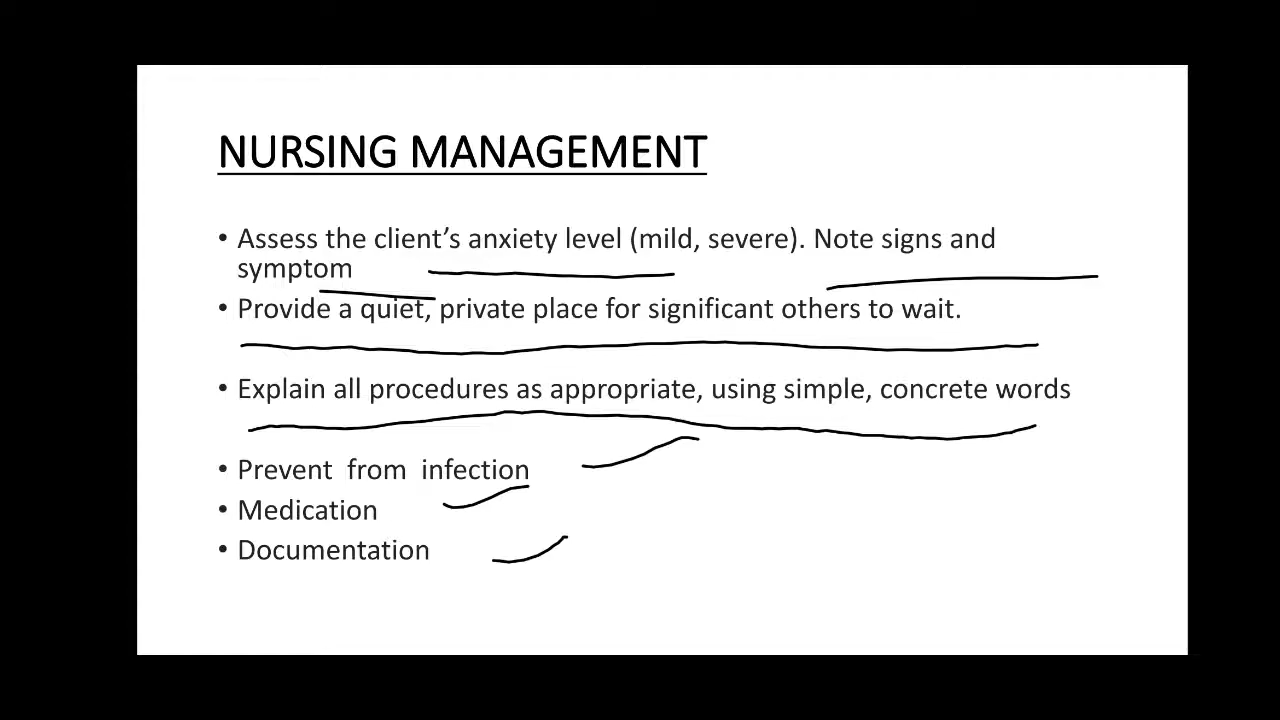 NURSING MANAGEMENT
• Assess the client’s anxiety level (mild, severe). Note signs and
symptom
• Provide a quiet, private place for significant others to wait.
• Explain all procedures as appropriate, using simple, concrete words
• Prevent from infection
• Medication
• Documentation